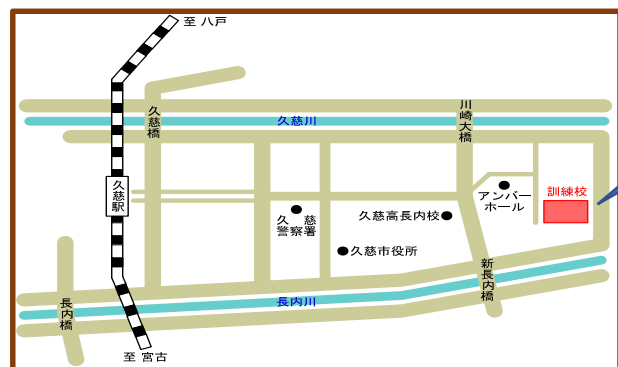 至 八戸
久慈橋
川崎大橋
久慈川
久慈駅
アンバー
ホール
訓練校
久 慈
警察署
久慈高長内校
久慈市役所
新長内橋
長内橋
長内川
至 宮古